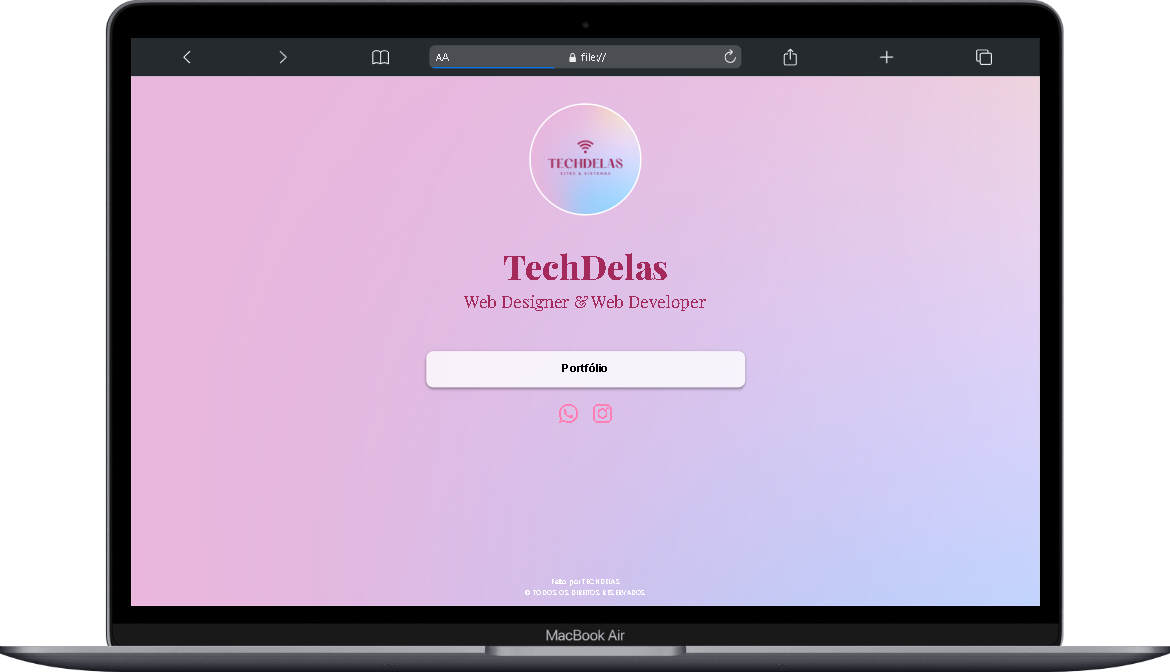 AA
file://
TECHDELAS
SITES & SISTEMAS
TechDelas
Web Designer & Web Developer
Portfólio
Feito por TECHDELAS.
© TODOS OS DIREITOS RESERVADOS.
MacBook Air